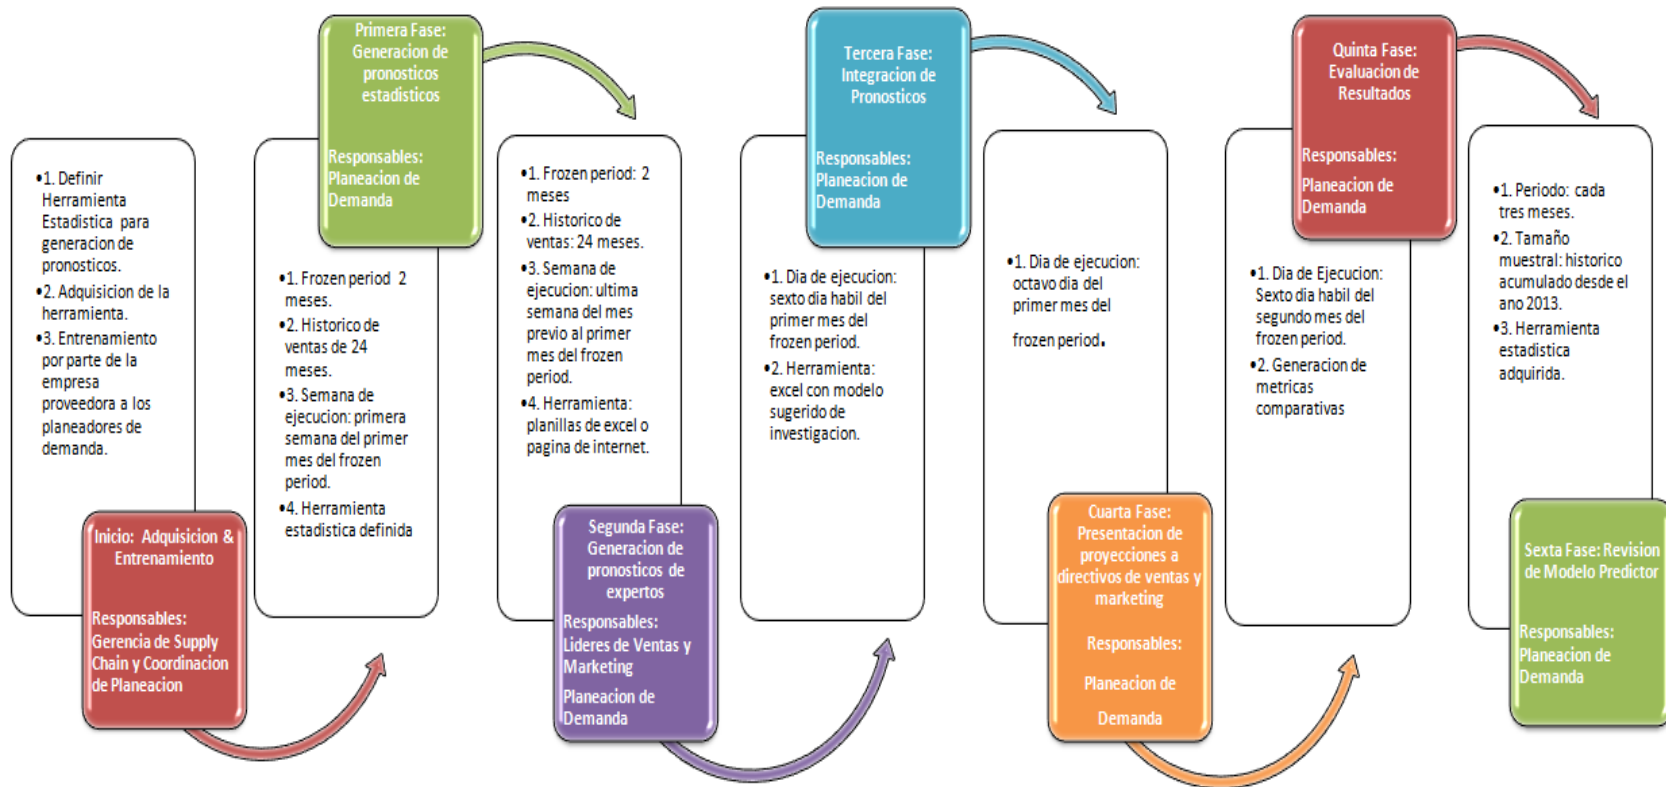 •1. Definir
Herramienta
Estadistica para
generacion de
pronosticos.
•2. Adquisicion de la
herramienta.
•3. Entrenamiento
por parte de la
empresa
proveedora a los
planeadores de
demanda.
Inicio: Adquisicion &
Entrenamiento
Responsables:
Gerencia de Supply
Chain y Coordinacion
de Planeacion
Primera Fase:
Generacion de
pronosticos
estadisticos
Responsables:
Planeacion de
Demanda
•1. Frozen period 2
meses.
•2. Historico de
ventas de 24
meses.
•3. Semana de
ejecucion: primera
semana del primer
mes del frozen
period.
•4. Herramienta
estadistica definida
•1. Frozen period: 2
meses
•2. Historico de
ventas: 24 meses.
•3. Semana de
ejecucion: ultima
semana del mes
previo al primer
mes del frozen
period.
•4. Herramienta:
planillas de excel o
pagina de internet.
Segunda Fase:
Generacion de
pronosticos de
expertos
Responsables:
Lideres de Ventas y
Marketing
Planeacion de
Demanda
Tercera Fase:
Integracion de
Pronosticos
Responsables:
Planeacion de
Demanda
•1. Dia de ejecucion:
sexto dia habil del
primer mes del
frozen period.
•2. Herramienta:
excel con modelo
sugerido de
investigacion.
•1. Dia de ejecucion:
octavo dia del
primer mes del
frozen period.
Cuarta Fase:
Presentacion de
proyecciones a
directivos de ventas y
marketing
Responsables:
Planeacion de
Demanda
Quinta Fase:
Evaluacion de
Resultados
Responsables:
Planeacion de
Demanda
•1. Dia de Ejecucion:
Sexto dia habil del
segundo mes del
frozen period.
•2. Generacion de
metricas
comparativas
•1. Periodo: cada
tres meses.
•2. Tamaño
muestral: historico
acumulado desde el
ano 2013.
•3. Herramienta
estadistica
adquirida.
Sexta Fase: Revision
de Modelo Predictor
Responsables:
Planeacion de
Demanda